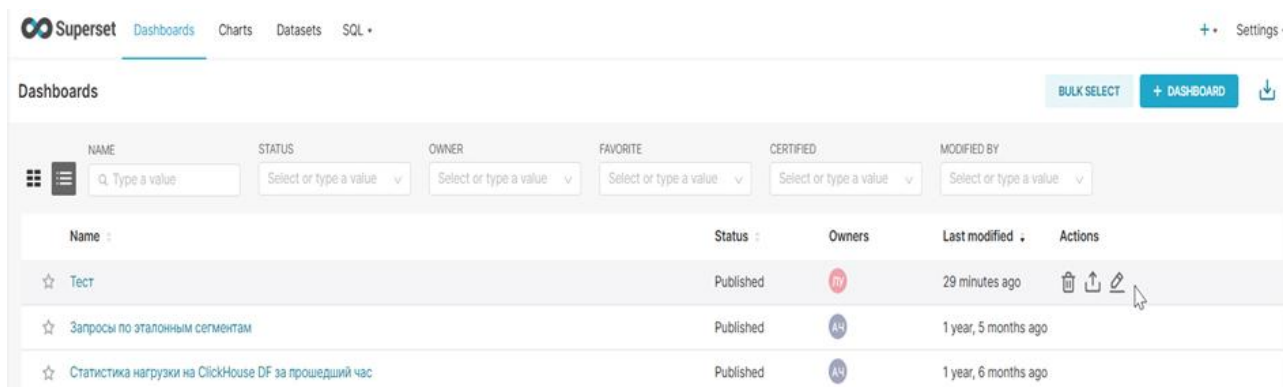 Superset Dashboards Charts Datasets SQL + Settings
Dashboards BULK SELECT + DASHBOARD
NAME STATUS OWNER FAVORITE CERTIFIED MODIFIED BY
Type a value Select or type a value Select or type a value Select or type a value Select or type a value Select or type a value
Name Status Owners Last modified Actions
Тест Published ПУ 29 minutes ago
Запросы по эталонным сегментам Published АЧ 1 year, 5 months ago
Статистика нагрузки на ClickHouse DF за прошедший час Published АЧ 1 year, 6 months ago